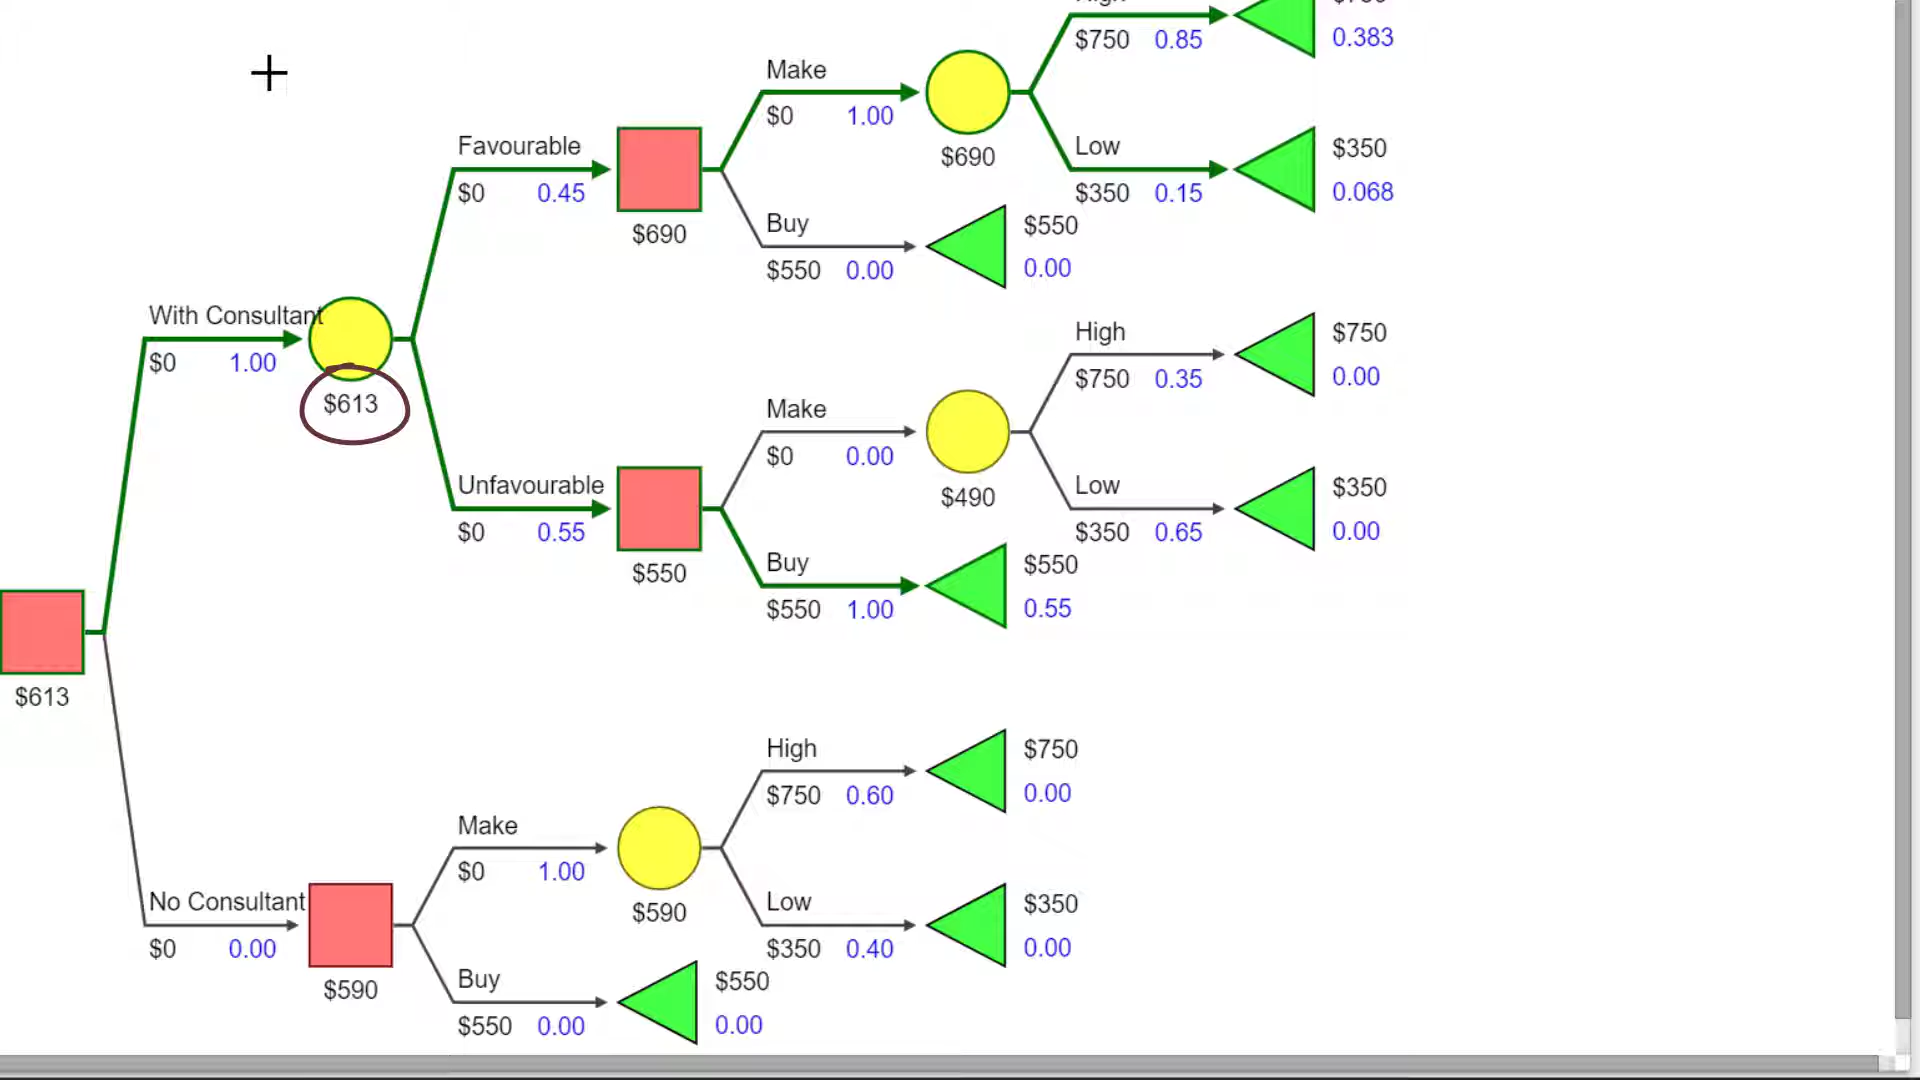 $750 0.85
0.383
Make
$0 1.00
$690
Low
$350 0.15
$350
0.068
Favourable
$0 0.45
$690
Buy
$550 0.00
$550
0.00
With Consultant
$0 1.00
$613
High
$750 0.35
$750
0.00
Make
$0 0.00
$490
Low
$350 0.65
$350
0.00
Unfavourable
$0 0.55
$550
Buy
$550 1.00
$550
0.55
$613
High
$750 0.60
$750
0.00
Make
$0 1.00
$590
Low
$350 0.40
$350
0.00
No Consultant
$0 0.00
$590
Buy
$550 0.00
$550
0.00